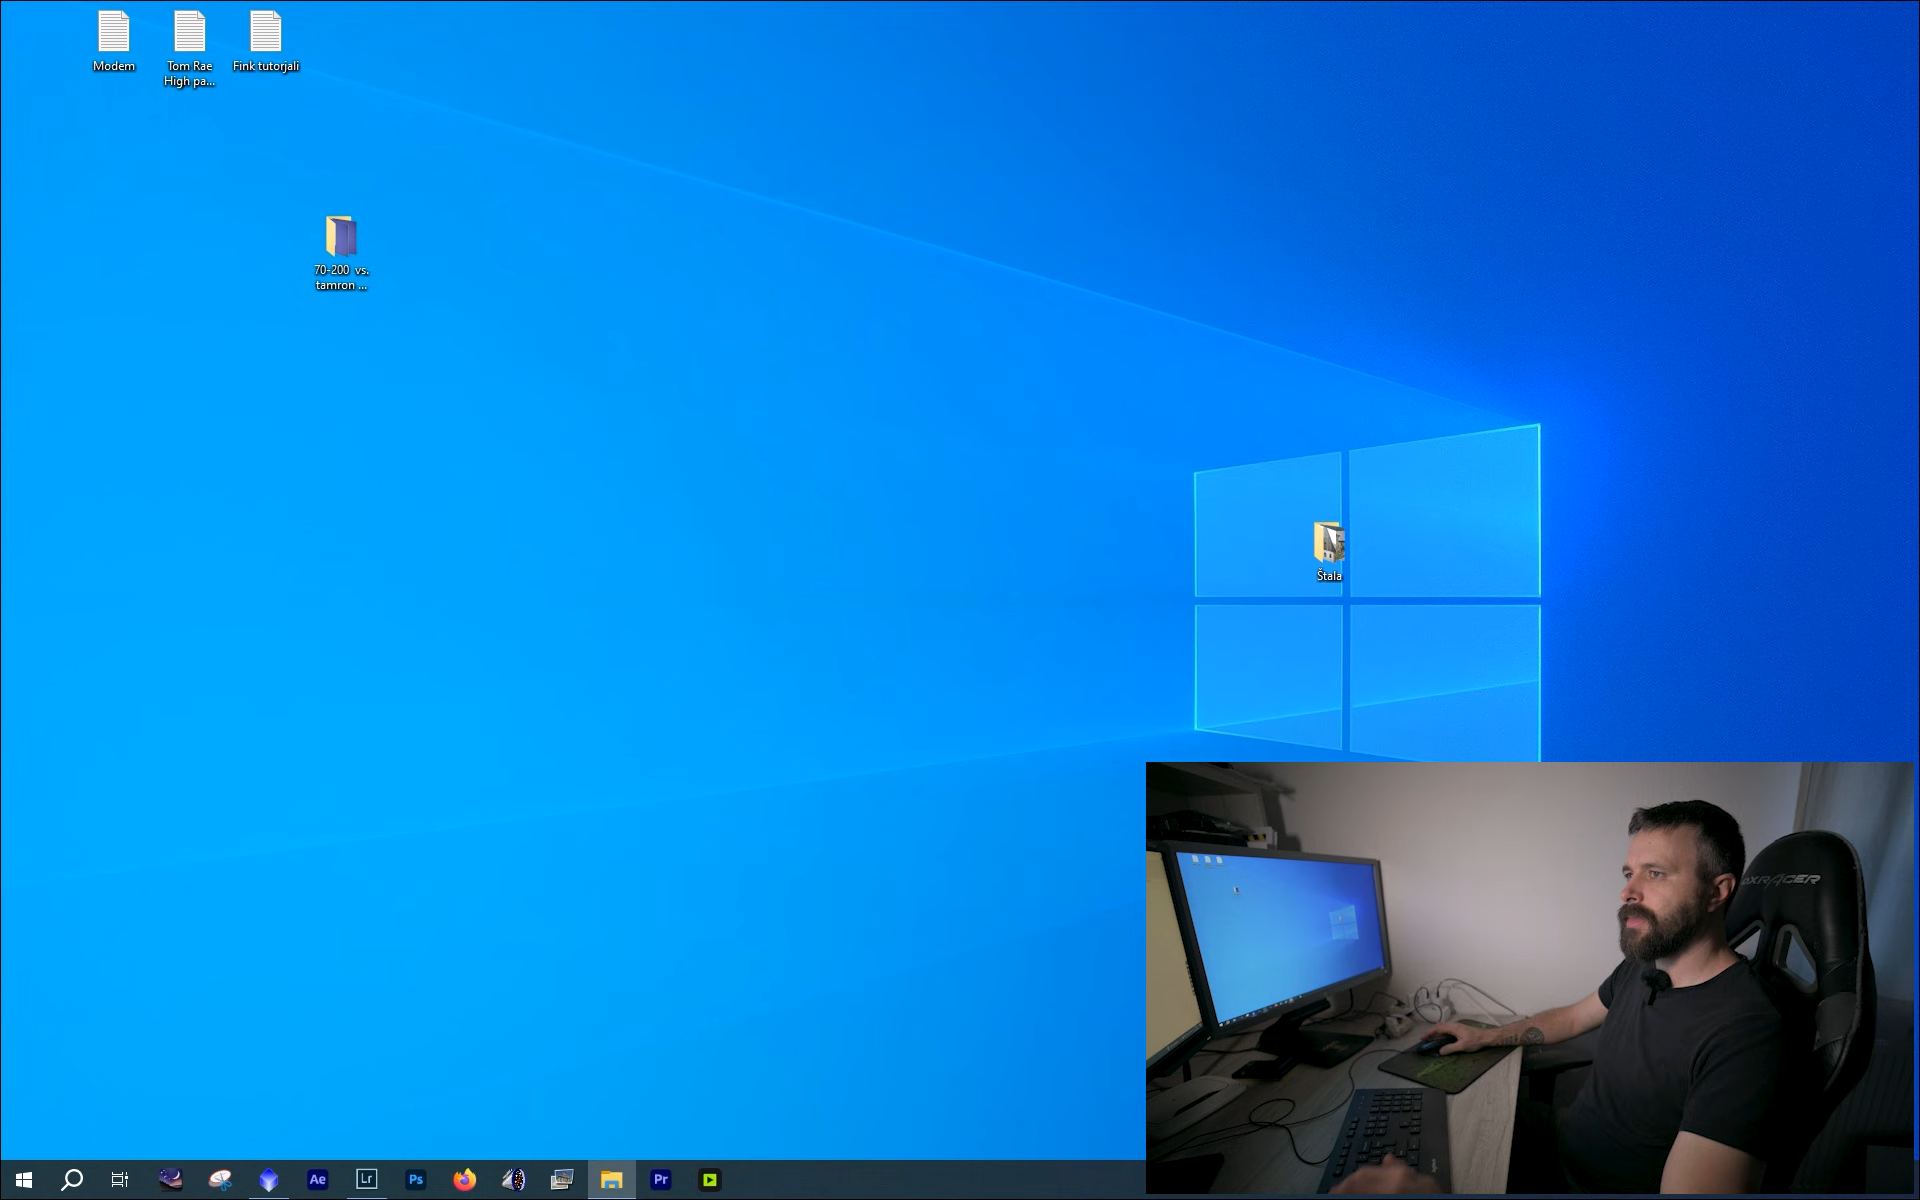 Modem
Tom Rae
High pa...
Fink tutorjali
70-200 vs.
tamron ...
Štala
DXRACER
Ae
Lr
Ps
Pr